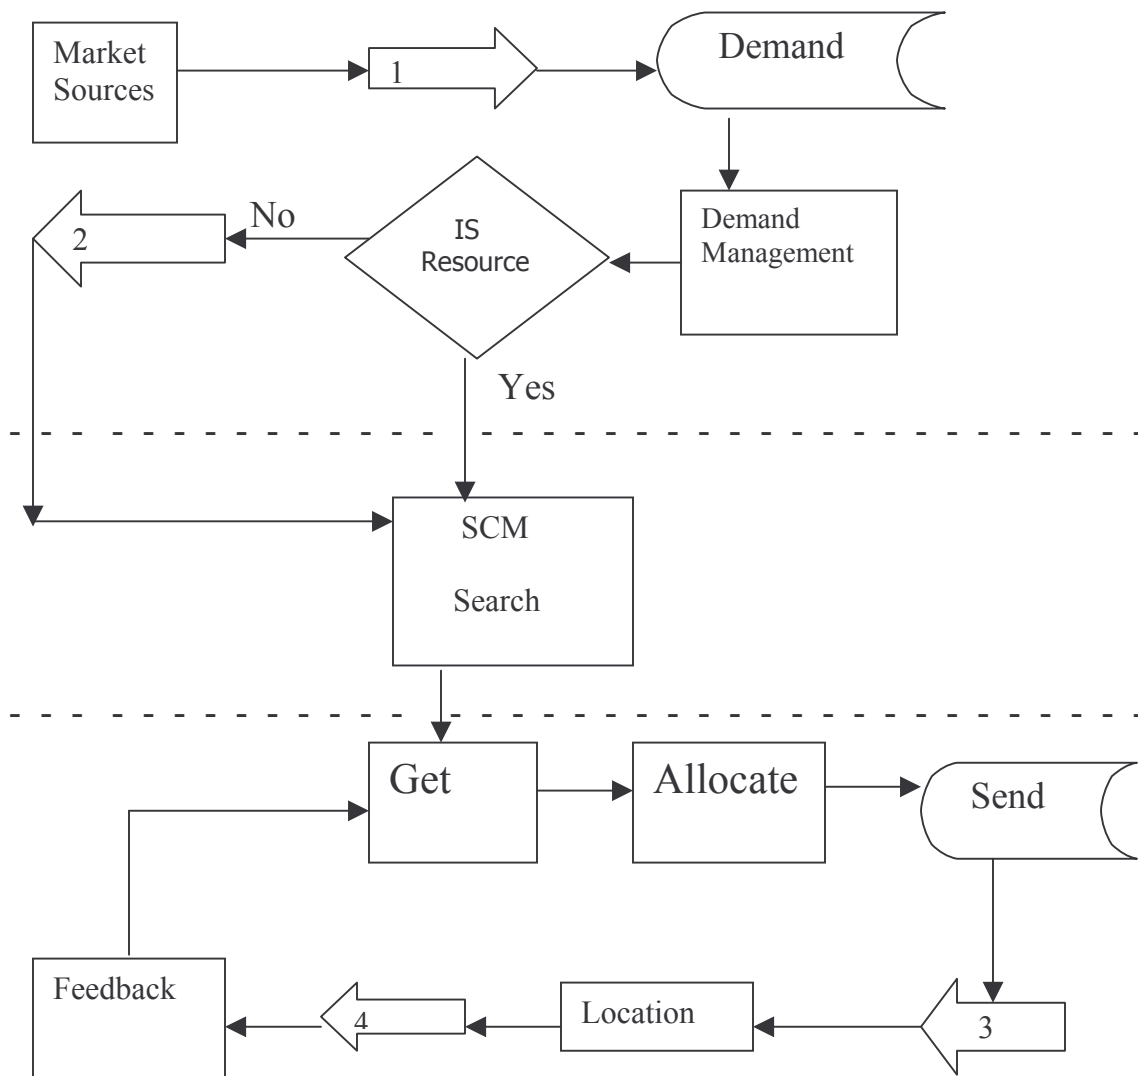 Market
Sources
1
Demand
2
No
IS
Resource
Demand
Management
Yes
SCM
Search
Get
Allocate
Send
Feedback
4
Location
3